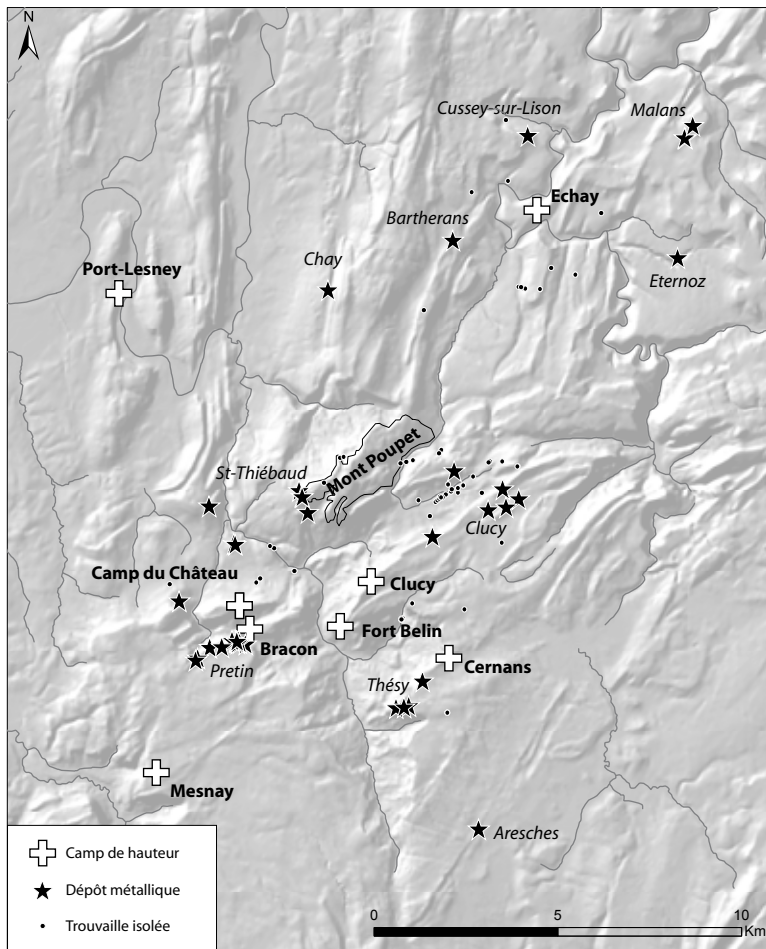 N
Cussey-sur-Lison
Malans
Echay
Bartherans
Chay
Port-Lesney
Eternoz
Mont Poupet
St-Thiébaud
Clucy
Camp du Château
Clucy
Fort Belin
Bracon
Cernans
Pretin
Thésy
Mesnay
Aresches
Camp de hauteur
Dépôt métallique
Trouvaille isolée
0 5 10
Km